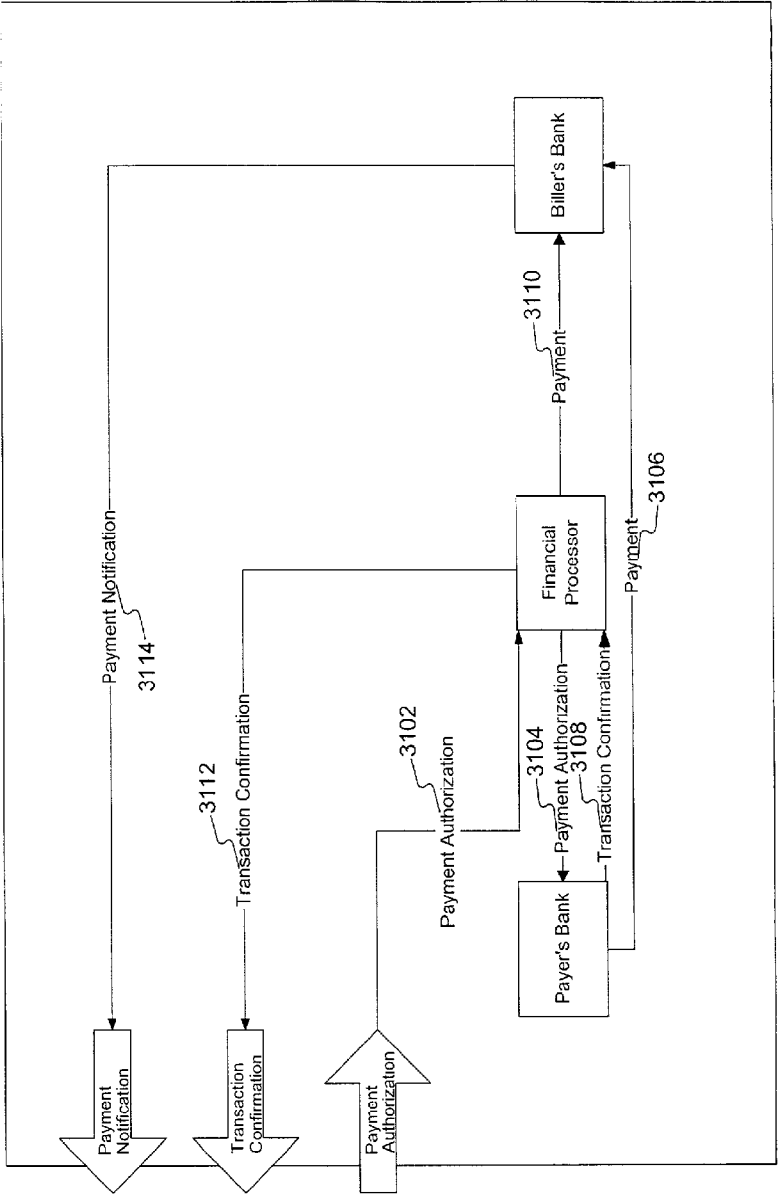 Payment
Notification
Transaction
Confirmation
Payment
Authorization
Payment Notification
3114
3112
Transaction Confirmation
3102
Payment Authorization
3104
Payment Authorization
3108
Transaction Confirmation
Payer's Bank
Financial
Processor
Payment
3106
3110
Payment
Biller's Bank